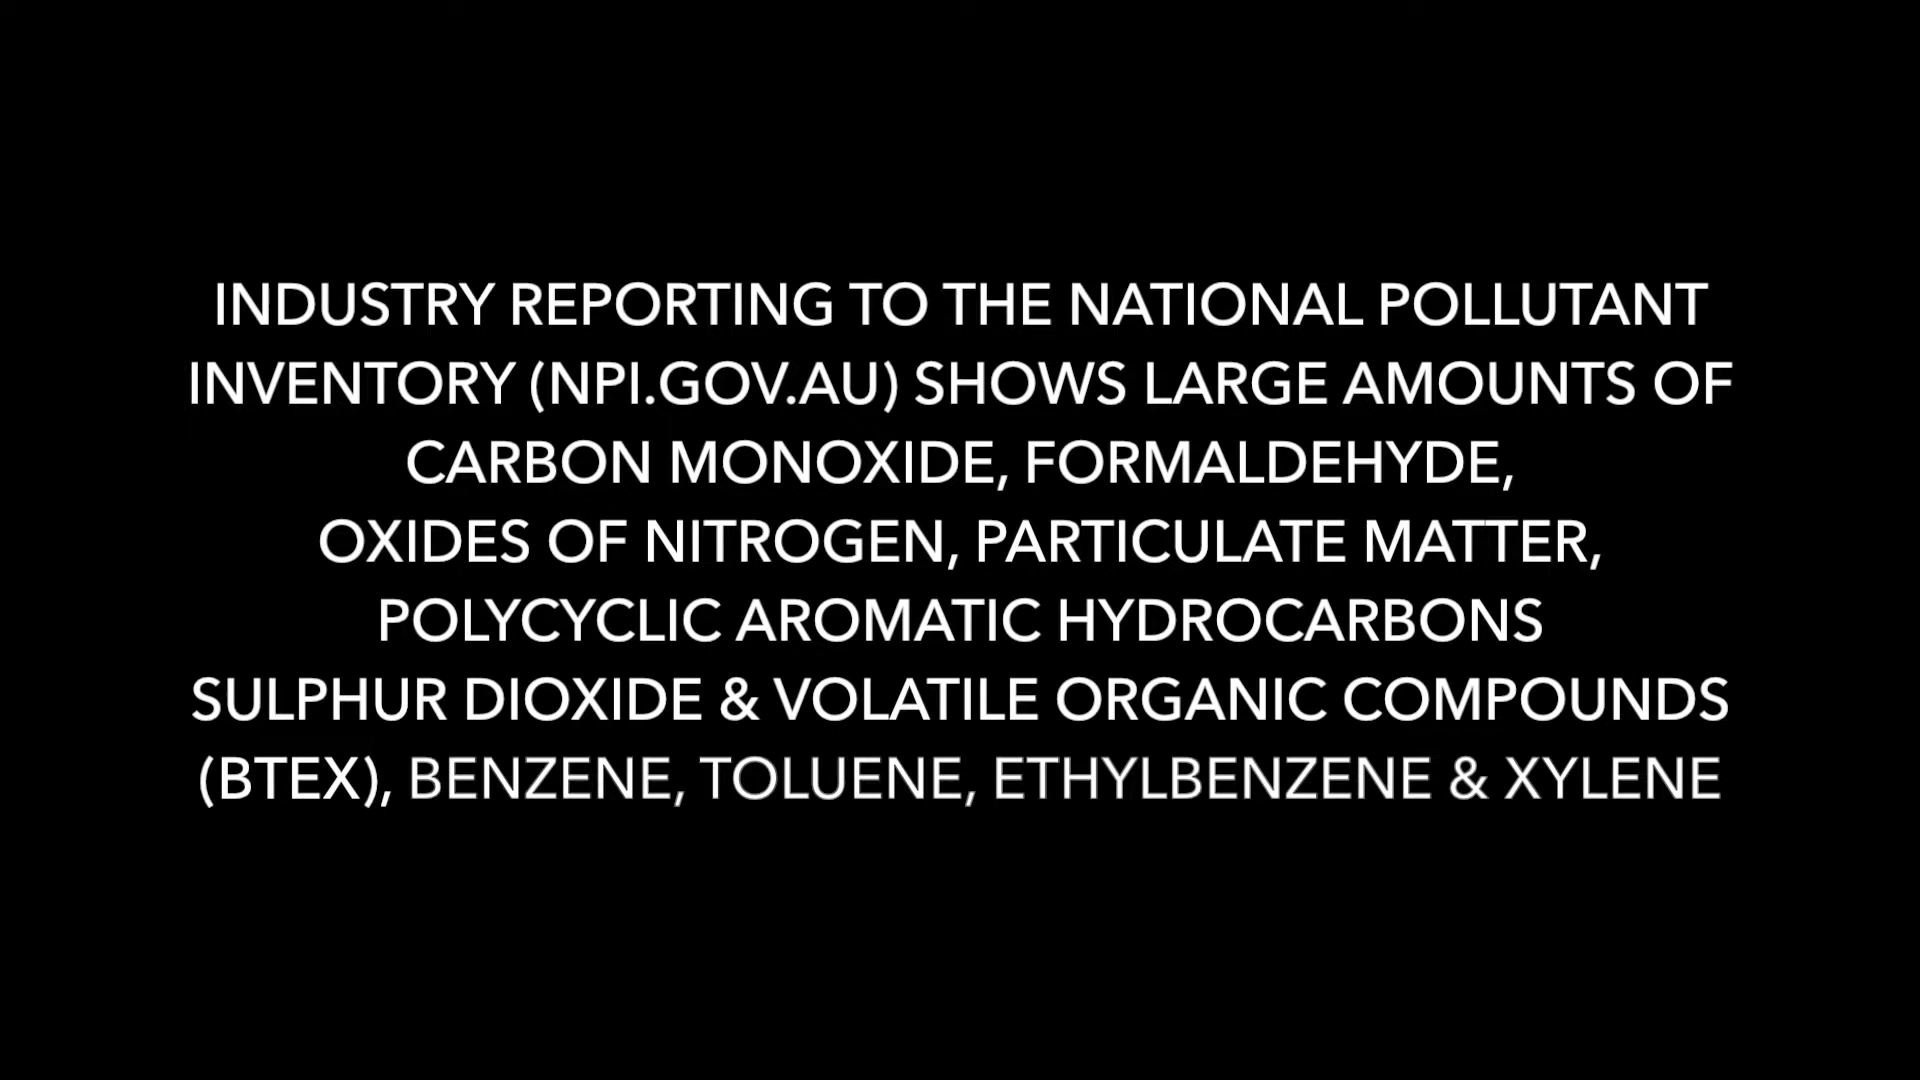 INDUSTRY REPORTING TO THE NATIONAL POLLUTANT
INVENTORY (NPI.GOV.AU) SHOWS LARGE AMOUNTS OF
CARBON MONOXIDE, FORMALDEHYDE,
OXIDES OF NITROGEN, PARTICULATE MATTER,
POLYCYCLIC AROMATIC HYDROCARBONS
SULPHUR DIOXIDE & VOLATILE ORGANIC COMPOUNDS
(BTEX), BENZENE, TOLUENE, ETHYLBENZENE & XYLENE